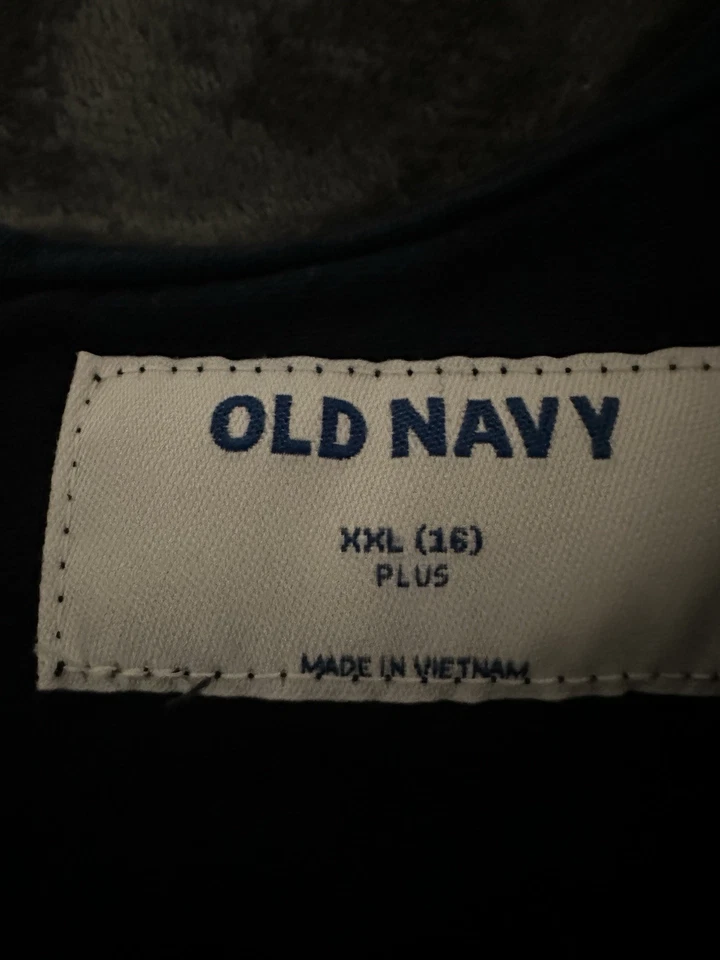 OLD NAVY
XXL (16)
PLUS
MADE IN VIETNAM